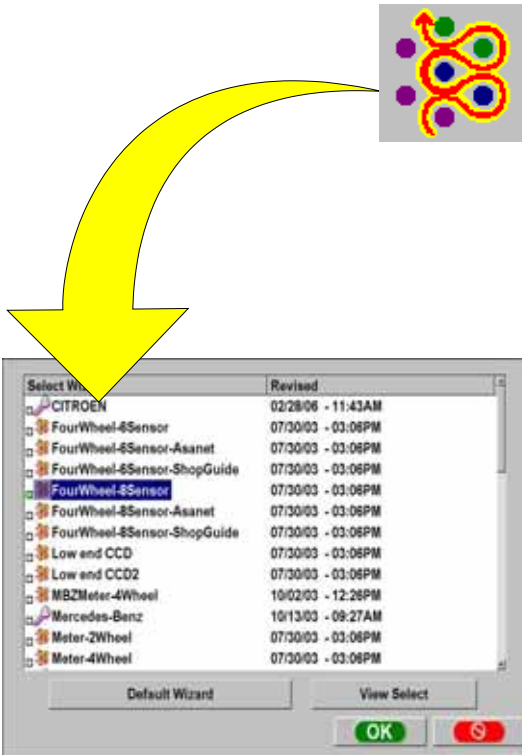 Select Wi Revised
CITROEN 02/28/06 - 11:43AM
FourWheel-6Sensor 07/30/03 - 03:06PM
FourWheel-6Sensor-Asanet 07/30/03 - 03:06PM
FourWheel-6Sensor-ShopGuide 07/30/03 - 03:06PM
FourWheel-8Sensor 07/30/03 - 03:06PM
FourWheel-8Sensor-Asanet 07/30/03 - 03:06PM
FourWheel-8Sensor-ShopGuide 07/30/03 - 03:06PM
Low end CCD 07/30/03 - 03:06PM
Low end CCD2 07/30/03 - 03:06PM
MBZMeter-4Wheel 10/02/03 - 12:26PM
Mercedes-Benz 10/13/03 - 09:27AM
Meter-2Wheel 07/30/03 - 03:06PM
Meter-4Wheel 07/30/03 - 03:06PM
Default Wizard View Select
OK